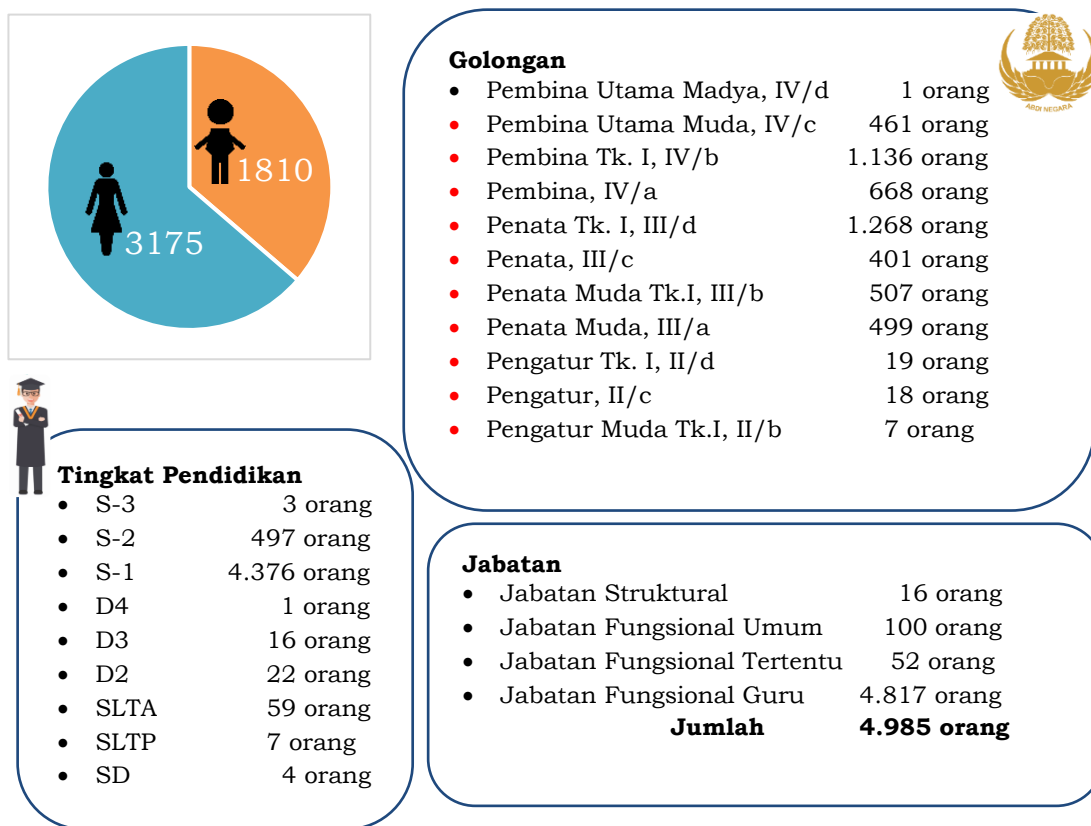 1810
3175
Golongan
• Pembina Utama Madya, IV/d 1 orang
• Pembina Utama Muda, IV/c 461 orang
• Pembina Tk. I, IV/b 1.136 orang
• Pembina, IV/a 668 orang
• Penata Tk. I, III/d 1.268 orang
• Penata, III/c 401 orang
• Penata Muda Tk.I, III/b 507 orang
• Penata Muda, III/a 499 orang
• Pengatur Tk. I, II/d 19 orang
• Pengatur, II/c 18 orang
• Pengatur Muda Tk.I, II/b 7 orang
ABDI NEGARA
Tingkat Pendidikan
• S-3 3 orang
• S-2 497 orang
• S-1 4.376 orang
• D4 1 orang
• D3 16 orang
• D2 22 orang
• SLTA 59 orang
• SLTP 7 orang
• SD 4 orang
Jabatan
• Jabatan Struktural 16 orang
• Jabatan Fungsional Umum 100 orang
• Jabatan Fungsional Tertentu 52 orang
• Jabatan Fungsional Guru 4.817 orang
Jumlah 4.985 orang